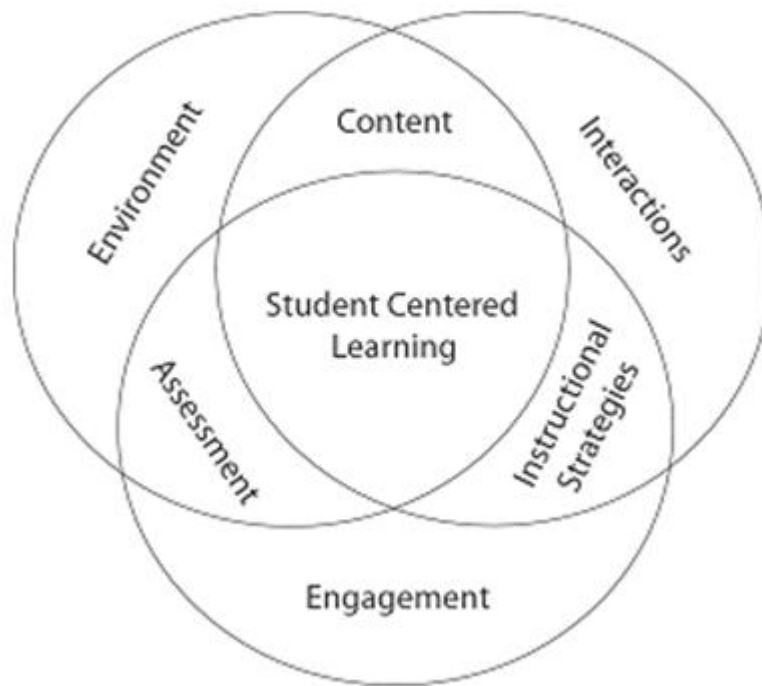 Content
Environment
Interactions
Student Centered
Learning
Assessment
Instructional
Strategies
Engagement